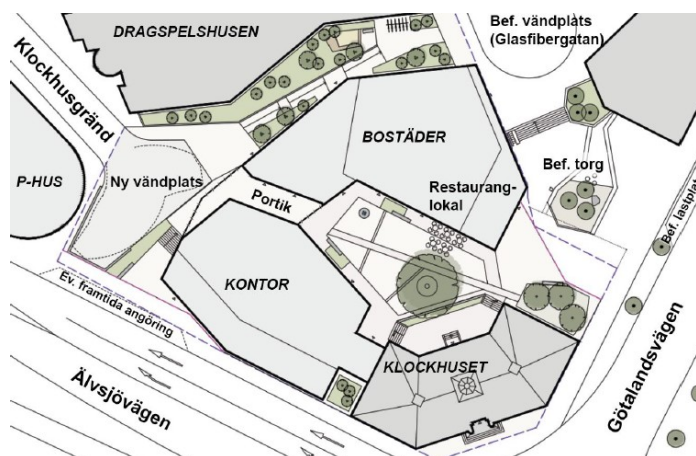 DRAGSPELSHUSEN
Bef. vändplats
(Glasfibergatan)
Klockhusgränd
BOSTÄDER
P-HUS
Ny vändplats
Bef. torg
Restaurang-
lokal
Portik
Bef. lastplats
KONTOR
Ev. framtida angöring
KLOCKHUSET
Älvsjövägen
Götalandsvägen